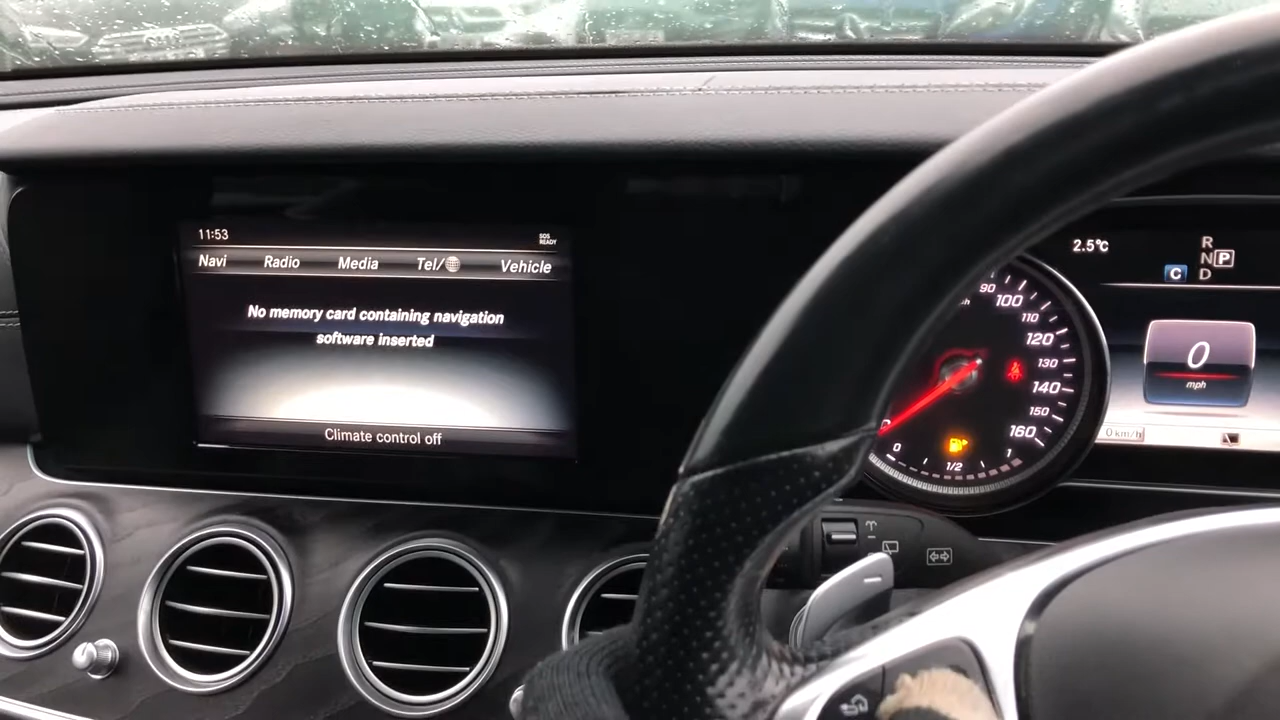 11:53
SOS
READY
Navi Radio Media Tel/ Vehicle
No memory card containing navigation
software inserted
Climate control off
90
100
110
120
130
140
150
160
0 1/2 1
2.5°C
R
N P
D
C
0
mph
0 km/h